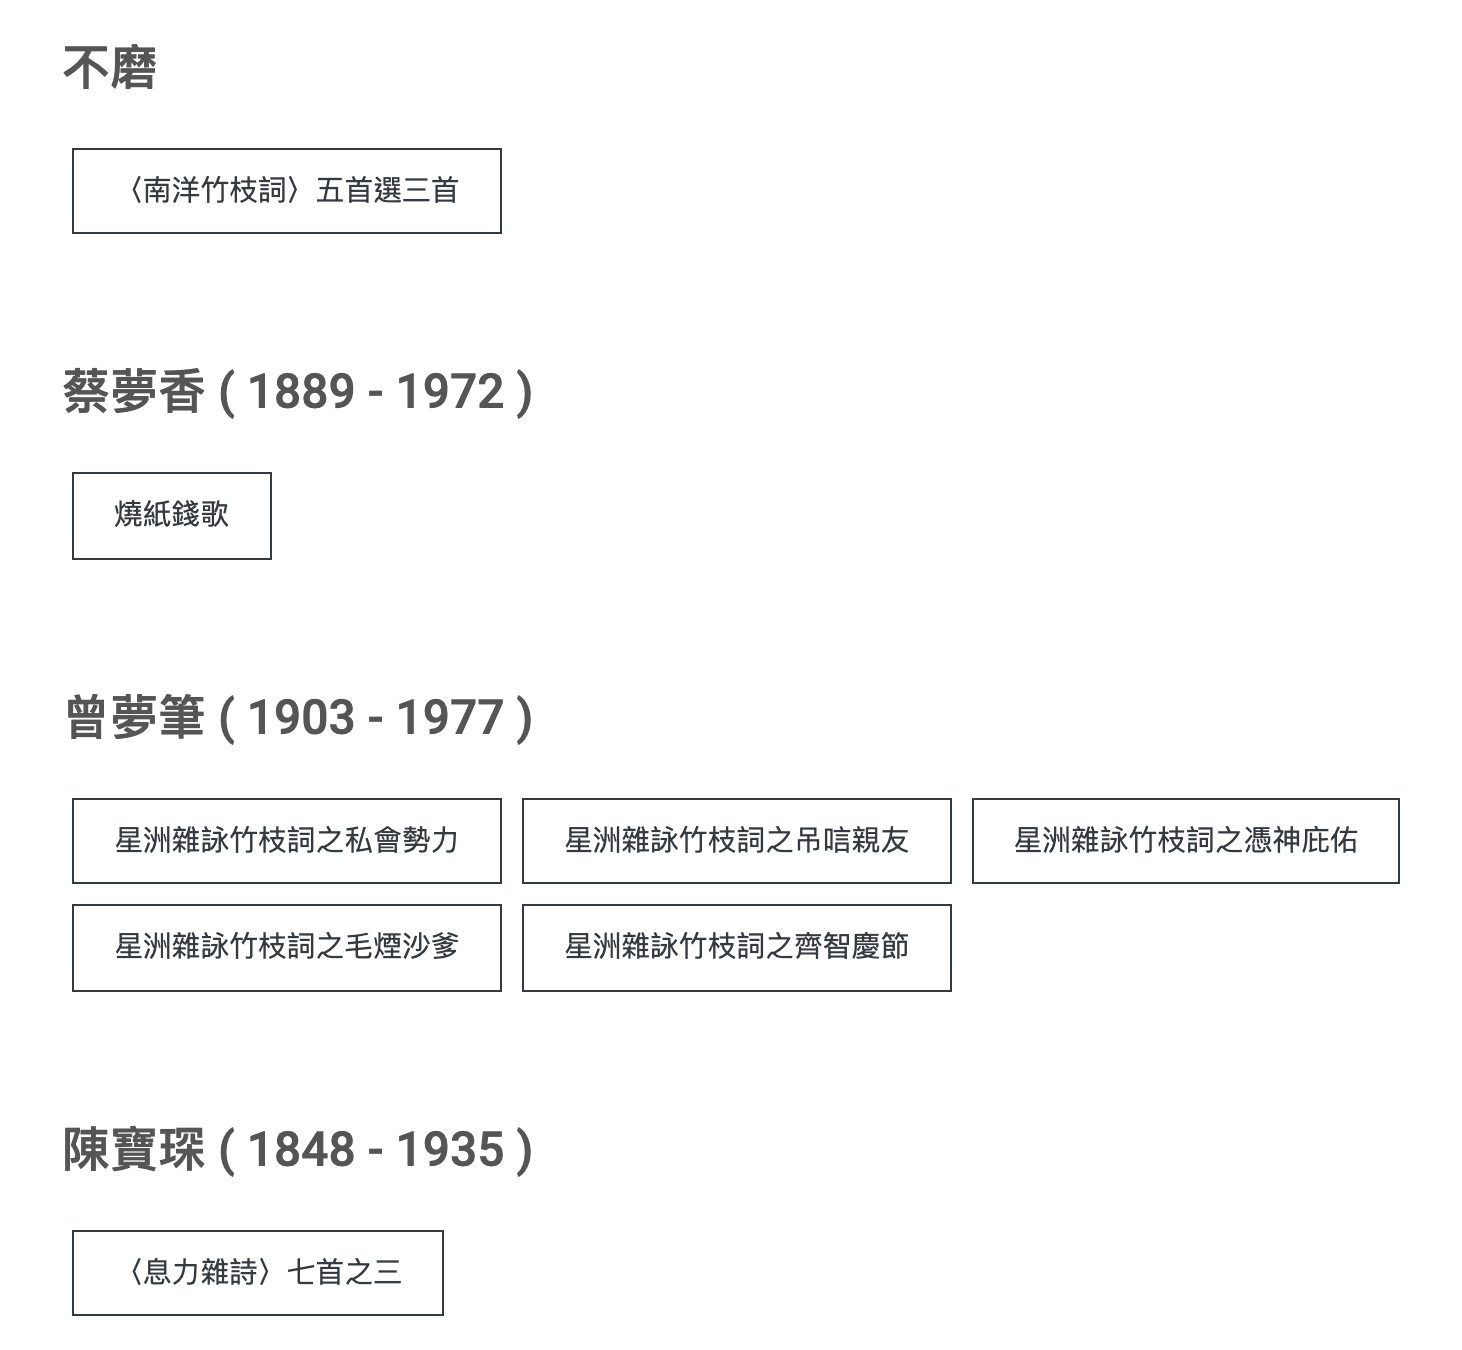 不磨
〈南洋竹枝詞〉五首選三首
蔡夢香 ( 1889 - 1972 )
燒紙錢歌
曾夢筆 ( 1903 - 1977 )
星洲雜詠竹枝詞之私會勢力
星洲雜詠竹枝詞之吊唁親友
星洲雜詠竹枝詞之憑神庇佑
星洲雜詠竹枝詞之毛煙沙爹
星洲雜詠竹枝詞之齊智慶節
陳寶琛 ( 1848 - 1935 )
〈息力雜詩〉七首之三